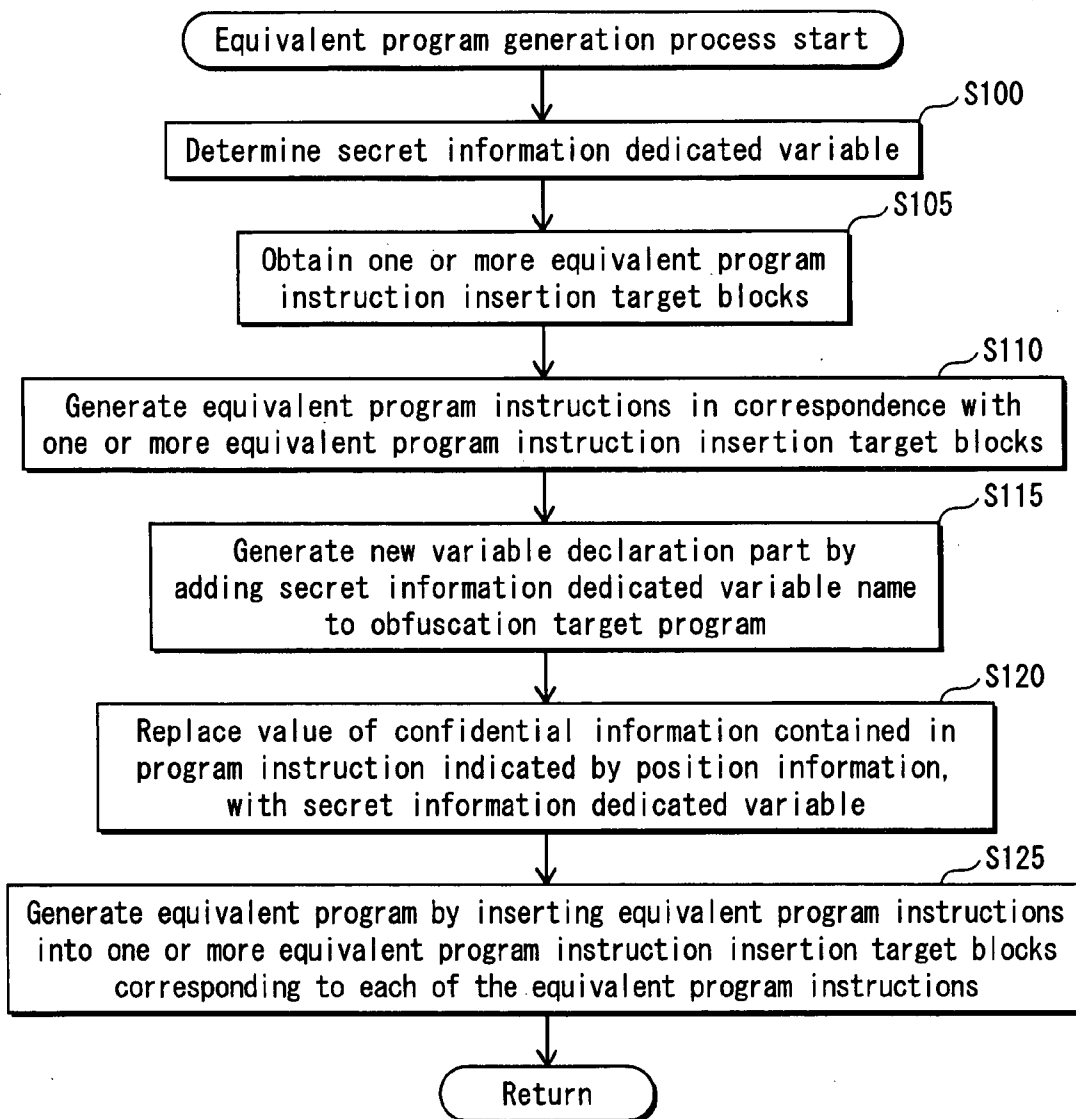 Equivalent program generation process start
S100
Determine secret information dedicated variable
S105
Obtain one or more equivalent program
instruction insertion target blocks
S110
Generate equivalent program instructions in correspondence with
one or more equivalent program instruction insertion target blocks
S115
Generate new variable declaration part by
adding secret information dedicated variable name
to obfuscation target program
S120
Replace value of confidential information contained in
program instruction indicated by position information,
with secret information dedicated variable
S125
Generate equivalent program by inserting equivalent program instructions
into one or more equivalent program instruction insertion target blocks
corresponding to each of the equivalent program instructions
Return